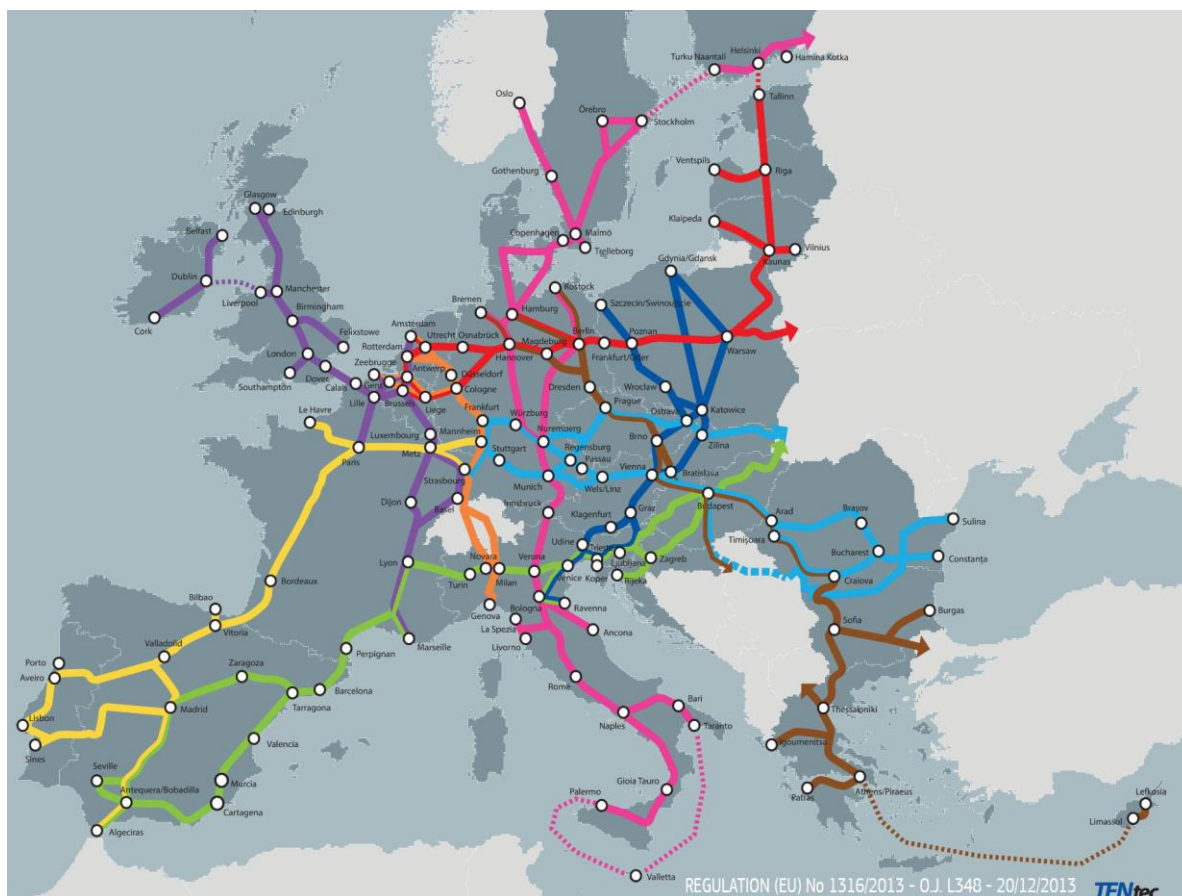 Helsinki
Turku Naantali
Hamina Kotka
Oslo
Örebro
Stockholm
Tallinn
Gothenburg
Ventspils
Riga
Glasgow
Edinburgh
Klaipeda
Belfast
Copenhagen
Malmö
Trelleborg
Vilnius
Kaunas
Gdynia/Gdansk
Dublin
Manchester
Liverpool
Rostock
Bremen
Hamburg
Szczecin/Swinoujscie
Birmingham
Cork
Felixstowe
Amsterdam
Utrecht
Osnabrück
Magdeburg
Berlin
Poznan
Rotterdam
Hannover
Frankfurt/Oder
Warsaw
London
Zeebrugge
Antwerp
Düsseldorf
Southampton
Dover
Calais
Gent
Cologne
Dresden
Wroclaw
Lille
Brussels
Liege
Frankfurt
Prague
Katowice
Le Havre
Würzburg
Ostrava
Luxembourg
Mannheim
Nuremberg
Brno
Zilina
Paris
Metz
Stuttgart
Regensburg
Passau
Strasbourg
Vienna
Bratislava
Munich
Wels/Linz
Dijon
Basel
Innsbruck
Budapest
Klagenfurt
Graz
Arad
Braşov
Sulina
Udine
Timişoara
Trieste
Bucharest
Lyon
Novara
Verona
Ljubljana
Zagreb
Constanţa
Turin
Milan
Venice
Koper
Rijeka
Craiova
Bordeaux
Genova
Bologna
Ravenna
Bilbao
Burgas
Vitoria
La Spezia
Ancona
Sofia
Livorno
Marseille
Valladolid
Perpignan
Porto
Zaragoza
Aveiro
Barcelona
Rome
Madrid
Tarragona
Bari
Thessaloniki
Lisbon
Naples
Taranto
Sines
Valencia
Igoumenitsa
Seville
Murcia
Gioia Tauro
Antequera/Bobadilla
Palermo
Patras
Athens/Piraeus
Cartagena
Lefkosia
Limassol
Algeciras
Valletta
REGULATION (EU) No 1316/2013 - O.J. L348 - 20/12/2013
TENtec